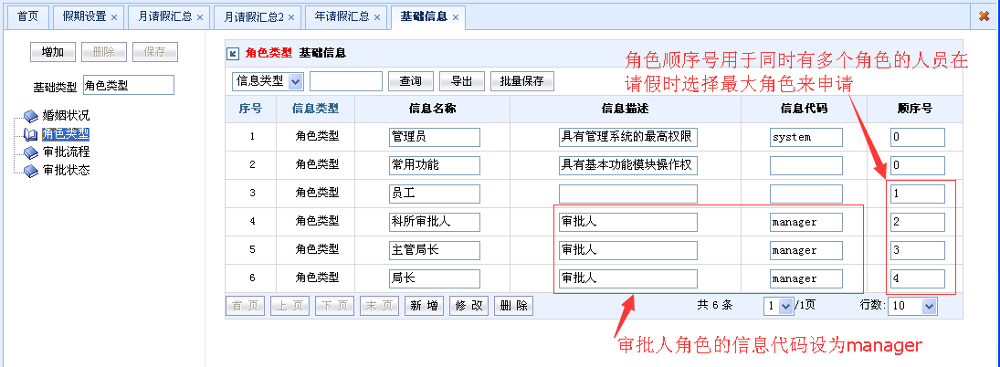 首页 假期设置 × 月请假汇总 × 月请假汇总2 × 年请假汇总 × 基础信息 ×
增加 删除 保存
基础类型 角色类型
婚姻状况
角色类型
审批流程
审批状态
角色类型 基础信息
角色顺序号用于同时有多个角色的人员在
请假时选择最大角色来申请
信息类型 查询 导出 批量保存
序号 信息类型 信息名称 信息描述 信息代码 顺序号
1 角色类型 管理员 具有管理系统的最高权限 system 0
2 角色类型 常用功能 具有基本功能模块操作权 0
3 角色类型 员工 1
4 角色类型 科所审批人 审批人 manager 2
5 角色类型 主管局长 审批人 manager 3
6 角色类型 局长 审批人 manager 4
首 页 上 页 下 页 末 页 新 增 修 改 删 除 共 6 条 1 /1页 行数: 10
审批人角色的信息代码设为manager